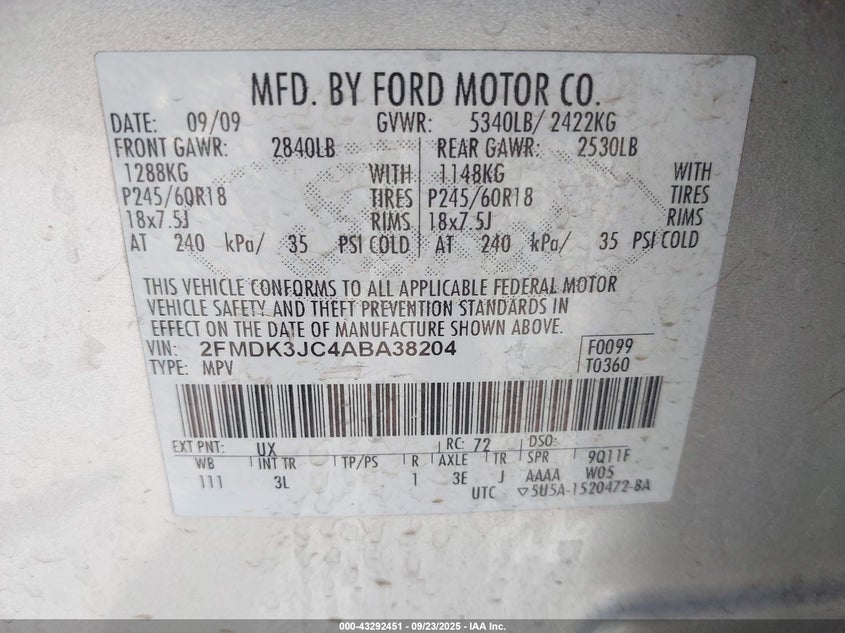 MFD. BY FORD MOTOR CO.
DATE: 09/09 GVWR: 5340LB/ 2422KG
FRONT GAWR: 2840LB REAR GAWR: 2530LB
1288KG WITH 1148KG WITH
P245/60R18 TIRES P245/60R18 TIRES
18x7.5J RIMS 18x7.5J RIMS
AT 240 kPa/ 35 PSI COLD AT 240 kPa/ 35 PSI COLD
THIS VEHICLE CONFORMS TO ALL APPLICABLE FEDERAL MOTOR
VEHICLE SAFETY AND THEFT PREVENTION STANDARDS IN
EFFECT ON THE DATE OF MANUFACTURE SHOWN ABOVE.
VIN: 2FMDK3JC4ABA38204 F0099
TYPE: MPV T0360
EXT PNT: UX RC: 72 DSO:
WB INT TR TP/PS R AXLE TR SPR 9Q11F
111 3L 1 3E J AAAA W05
UTC ▽5U5A-1520472-BA
000-43292451 - 09/23/2025 - IAA Inc.